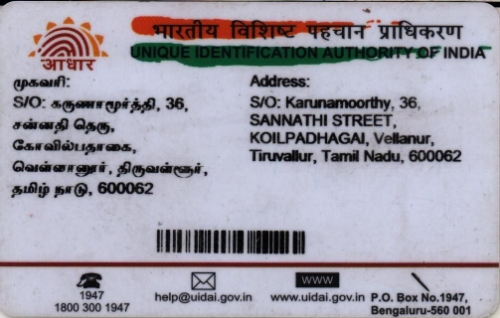 भारतीय विशिष्ट पहचान प्राधिकरण
UNIQUE IDENTIFICATION AUTHORITY OF INDIA
आधार
முகவரி:
S/O: கருணாமூர்த்தி, 36,
சன்னதி தெரு,
கோவில்பதாகை,
வெள்ளானூர், திருவள்ளூர்,
தமிழ் நாடு, 600062
Address:
S/O: Karunamoorthy, 36,
SANNATHI STREET,
KOILPADHAGAI, Vellanur,
Tiruvallur, Tamil Nadu, 600062
1947
1800 300 1947
help@uidai.gov.in
WWW
www.uidai.gov.in
P.O. Box No.1947,
Bengaluru-560 001